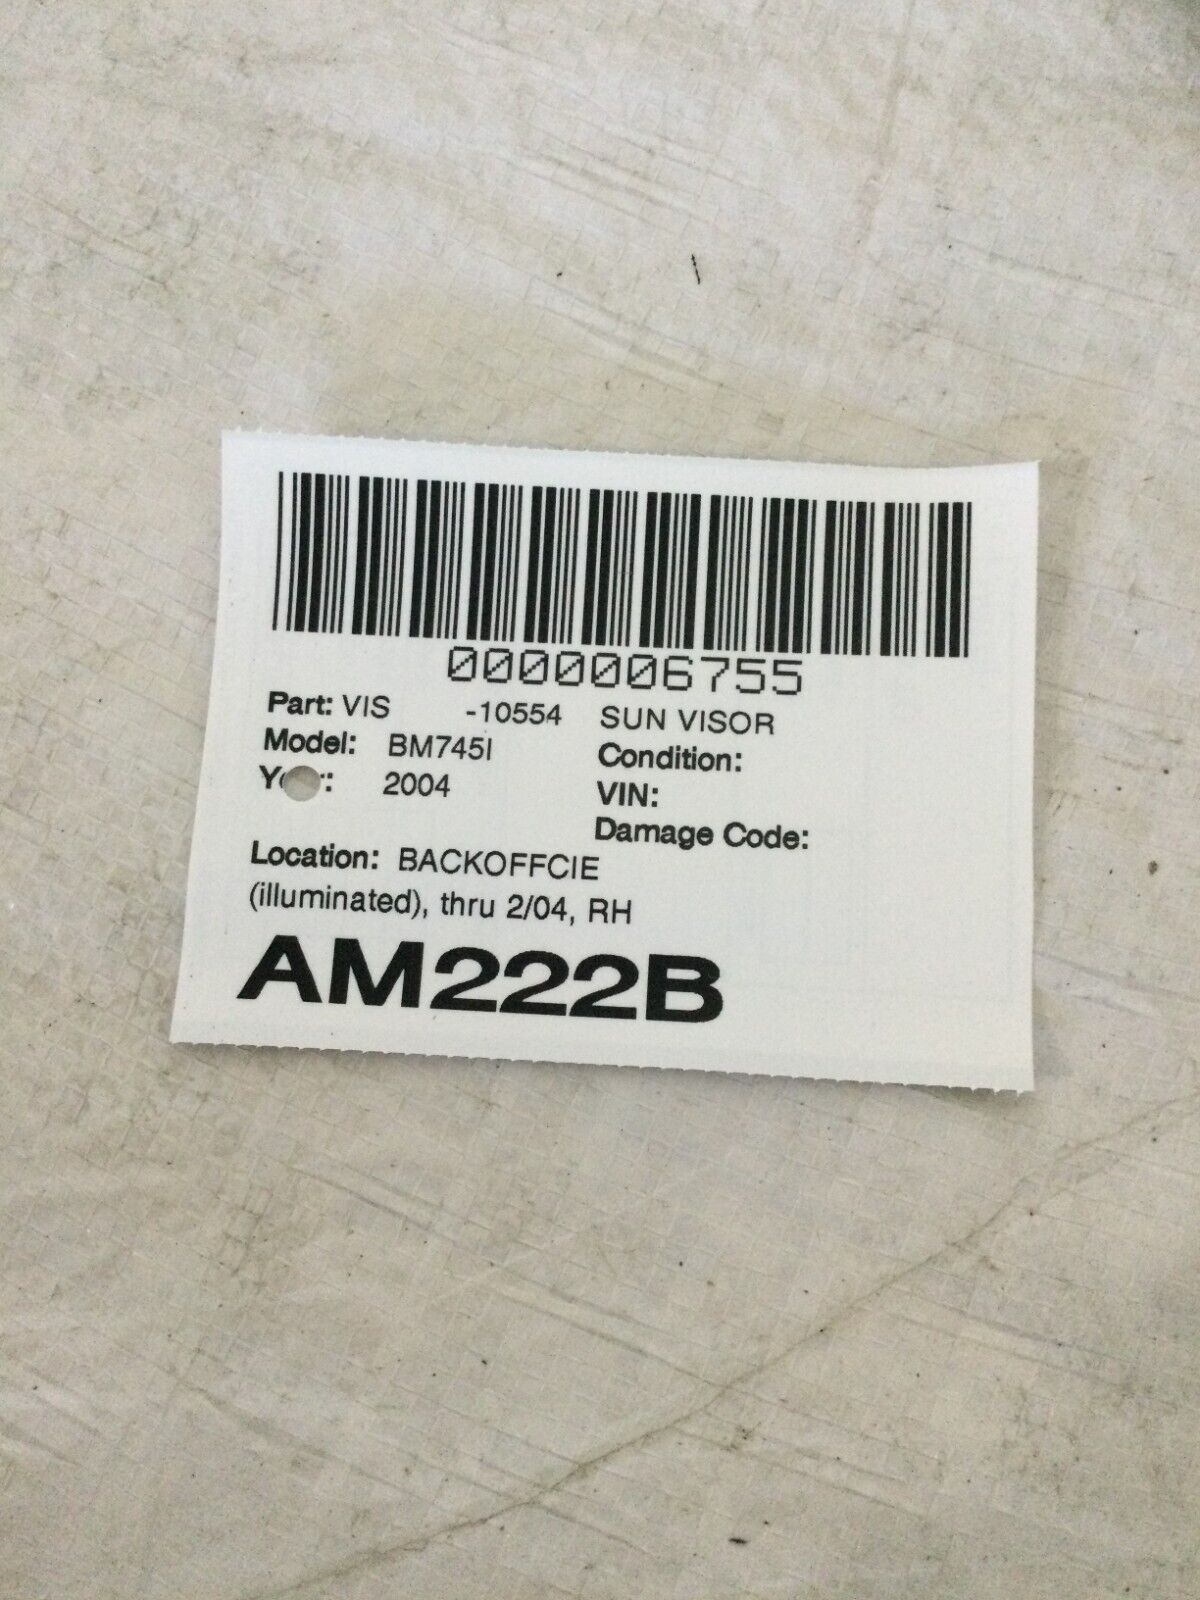 0000006755
Part: VIS -10554 SUN VISOR
Model: BM745I Condition:
2004 VIN:
Damage Code:
Location: BACKOFFCIE
(illuminated), thru 2/04, RH
AM222B